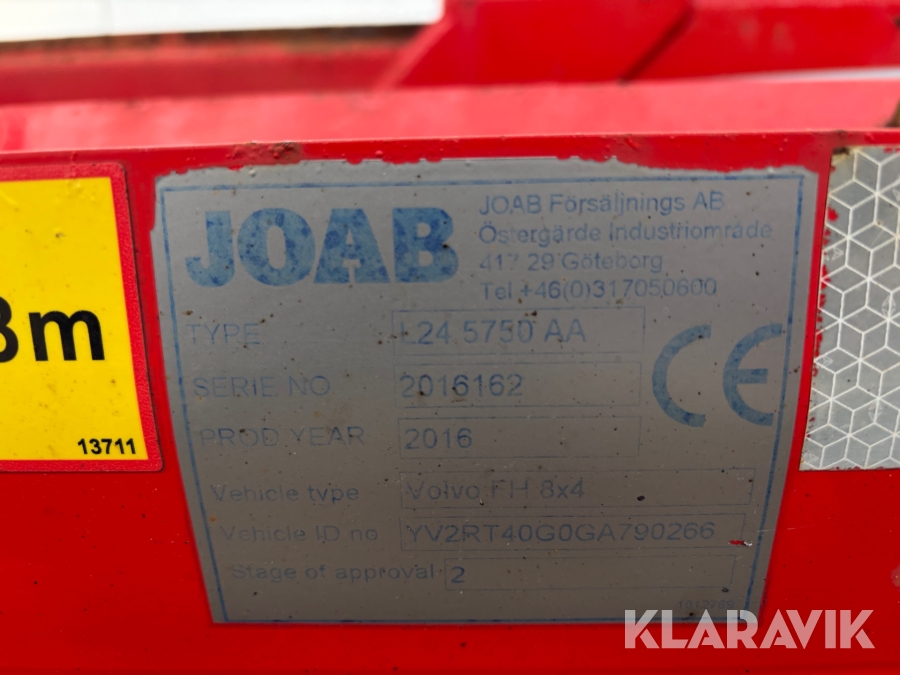 JOAB
JOAB Försäljnings AB
Östergärde Industriområde
417 29 Göteborg
Tel +46(0)317050600
TYPE L24.5750 AA
SERIE NO 2016162
PROD.YEAR 2016
CE
Vehicle type Volvo FH 8x4
Vehicle ID no YV2RT40G0GA790266
Stage of approval 2
3m
13711
KLARAVIK